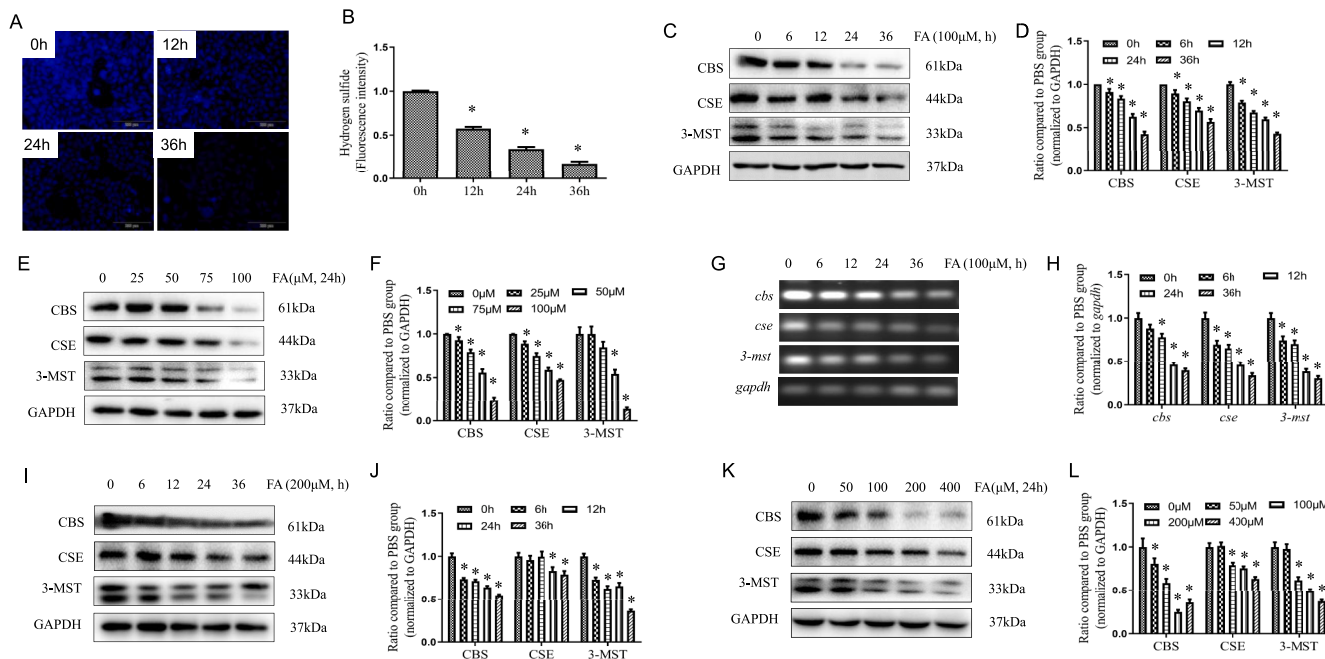 A
0h
12h
24h
36h
B
Hydrogen sulfide
(Fluorescence intensity)
1.5
1.0
0.5
0.0
* * *
0h 12h 24h 36h
C
0 6 12 24 36 FA (100μM, h)
CBS 61kDa
CSE 44kDa
3-MST 33kDa
GAPDH 37kDa
D
0h 6h 12h
24h 36h
Ratio compared to PBS group
(normalized to GAPDH)
1.5
1.0
0.5
0.0
* * * * * * * * * * * *
CBS CSE 3-MST
E
0 25 50 75 100 FA(μM, 24h)
CBS 61kDa
CSE 44kDa
3-MST 33kDa
GAPDH 37kDa
F
0μM 25μM 50μM
75μM 100μM
Ratio compared to PBS group
(normalized to GAPDH)
1.5
1.0
0.5
0.0
* * * * * * * * * *
CBS CSE 3-MST
G
0 6 12 24 36 FA (100μM, h)
cbs
cse
3-mst
gapdh
H
0h 6h 12h
24h 36h
Ratio compared to PBS group
(normalized to gapdh)
1.5
1.0
0.5
0.0
* * * * * * * * * * *
cbs cse 3-mst
I
0 6 12 24 36 FA (200μM, h)
CBS 61kDa
CSE 44kDa
3-MST 33kDa
GAPDH 37kDa
J
0h 6h 12h
24h 36h
Ratio compared to PBS group
(normalized to GAPDH)
1.5
1.0
0.5
0.0
* * * * * * * * * *
CBS CSE 3-MST
K
0 50 100 200 400 FA(μM, 24h)
CBS 61kDa
CSE 44kDa
3-MST 33kDa
GAPDH 37kDa
L
0μM 50μM 100μM
200μM 400μM
Ratio compared to PBS group
(normalized to GAPDH)
1.5
1.0
0.5
0.0
* * * * * * * * * *
CBS CSE 3-MST